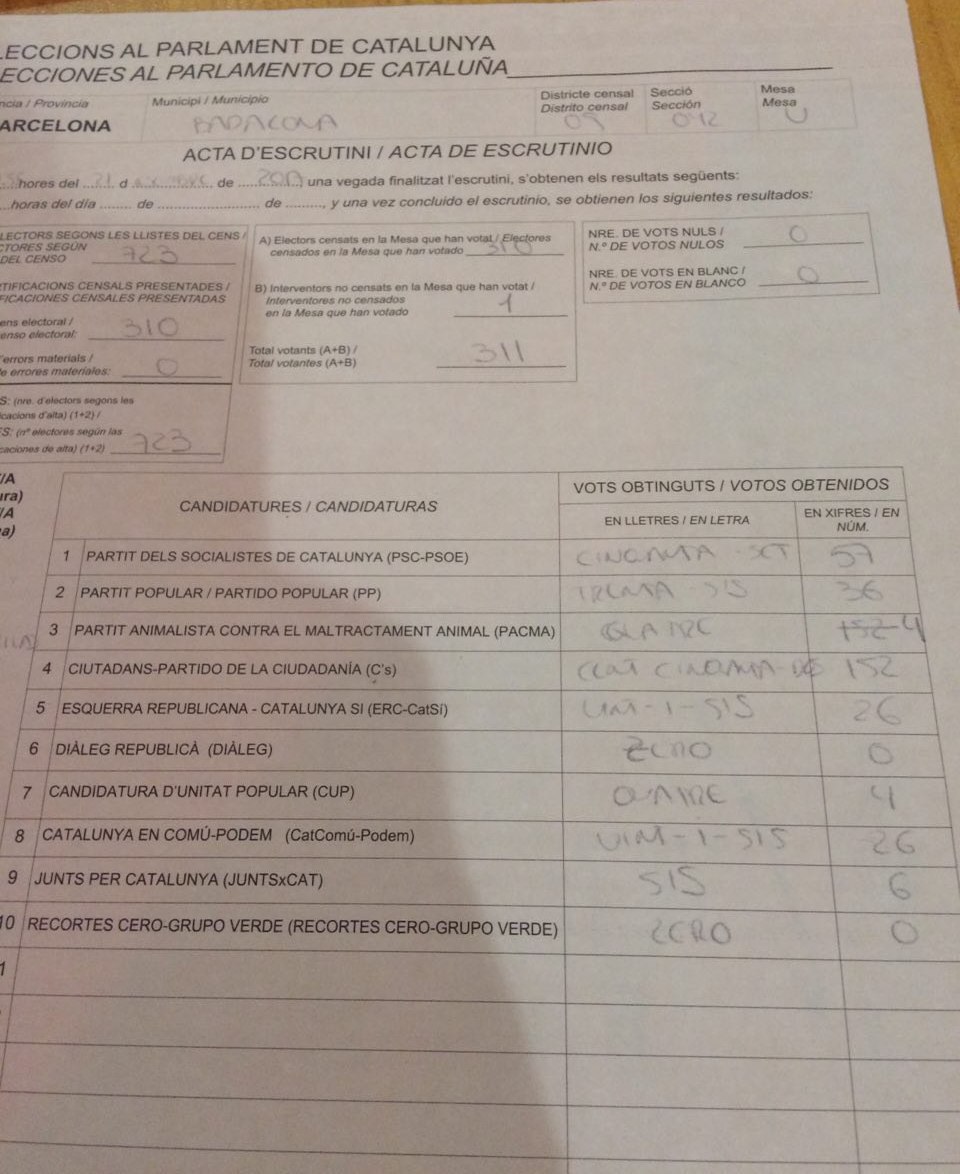 LECCIONS AL PARLAMENT DE CATALUNYA
ECCIONES AL PARLAMENTO DE CATALUÑA
ncia / Provincia
ARCELONA
Municipi / Municipio
BADALONA
Districte censal
Distrito censal
09
Secció
Sección
012
Mesa
Mesa
U
ACTA D'ESCRUTINI / ACTA DE ESCRUTINIO
hores del 21 d de 2017 una vegada finalitzat l'escrutini, s'obtenen els resultats següents:
...horas del día ........ de ........................ de ........., y una vez concluido el escrutinio, se obtienen los siguientes resultados:
LECTORS SEGONS LES LLISTES DEL CENS /
CTORES SEGÚN
DEL CENSO 723
TIFICACIONS CENSALS PRESENTADES /
FICACIONES CENSALES PRESENTADAS
ens electoral /
enso electoral: 310
'errors materials /
e errores materiales: 0
S: (nre. d'electors segons les
icacions d'alta) (1+2) /
ES: (nº electores según las
caciones de alta) (1+2) 723
A) Electors censats en la Mesa que han votat / Electores
censados en la Mesa que han votado 310
B) Interventors no censats en la Mesa que han votat /
Interventores no censados
en la Mesa que han votado 1
Total votants (A+B) /
Total votantes (A+B) 311
NRE. DE VOTS NULS /
N.º DE VOTOS NULOS 0
NRE. DE VOTS EN BLANC /
N.º DE VOTOS EN BLANCO 0
/A
ura)
/A
a)
CANDIDATURES / CANDIDATURAS
VOTS OBTINGUTS / VOTOS OBTENIDOS
EN LLETRES / EN LETRA
EN XIFRES / EN NÚM.
1 PARTIT DELS SOCIALISTES DE CATALUNYA (PSC-PSOE) CINQANTA SET 57
2 PARTIT POPULAR / PARTIDO POPULAR (PP) TRENTA SIS 36
3 PARTIT ANIMALISTA CONTRA EL MALTRACTAMENT ANIMAL (PACMA) 152 4
4 CIUTADANS-PARTIDO DE LA CIUDADANÍA (C's) CENT CINQANTA-DOS 152
5 ESQUERRA REPUBLICANA - CATALUNYA SI (ERC-CatSí) VINT-I-SIS 26
6 DIÀLEG REPUBLICÀ (DIÀLEG) ZERO 0
7 CANDIDATURA D'UNITAT POPULAR (CUP) QUATRE 4
8 CATALUNYA EN COMÚ-PODEM (CatComú-Podem) VINT-I-SIS 26
9 JUNTS PER CATALUNYA (JUNTSxCAT) SIS 6
10 RECORTES CERO-GRUPO VERDE (RECORTES CERO-GRUPO VERDE) ZERO 0
1